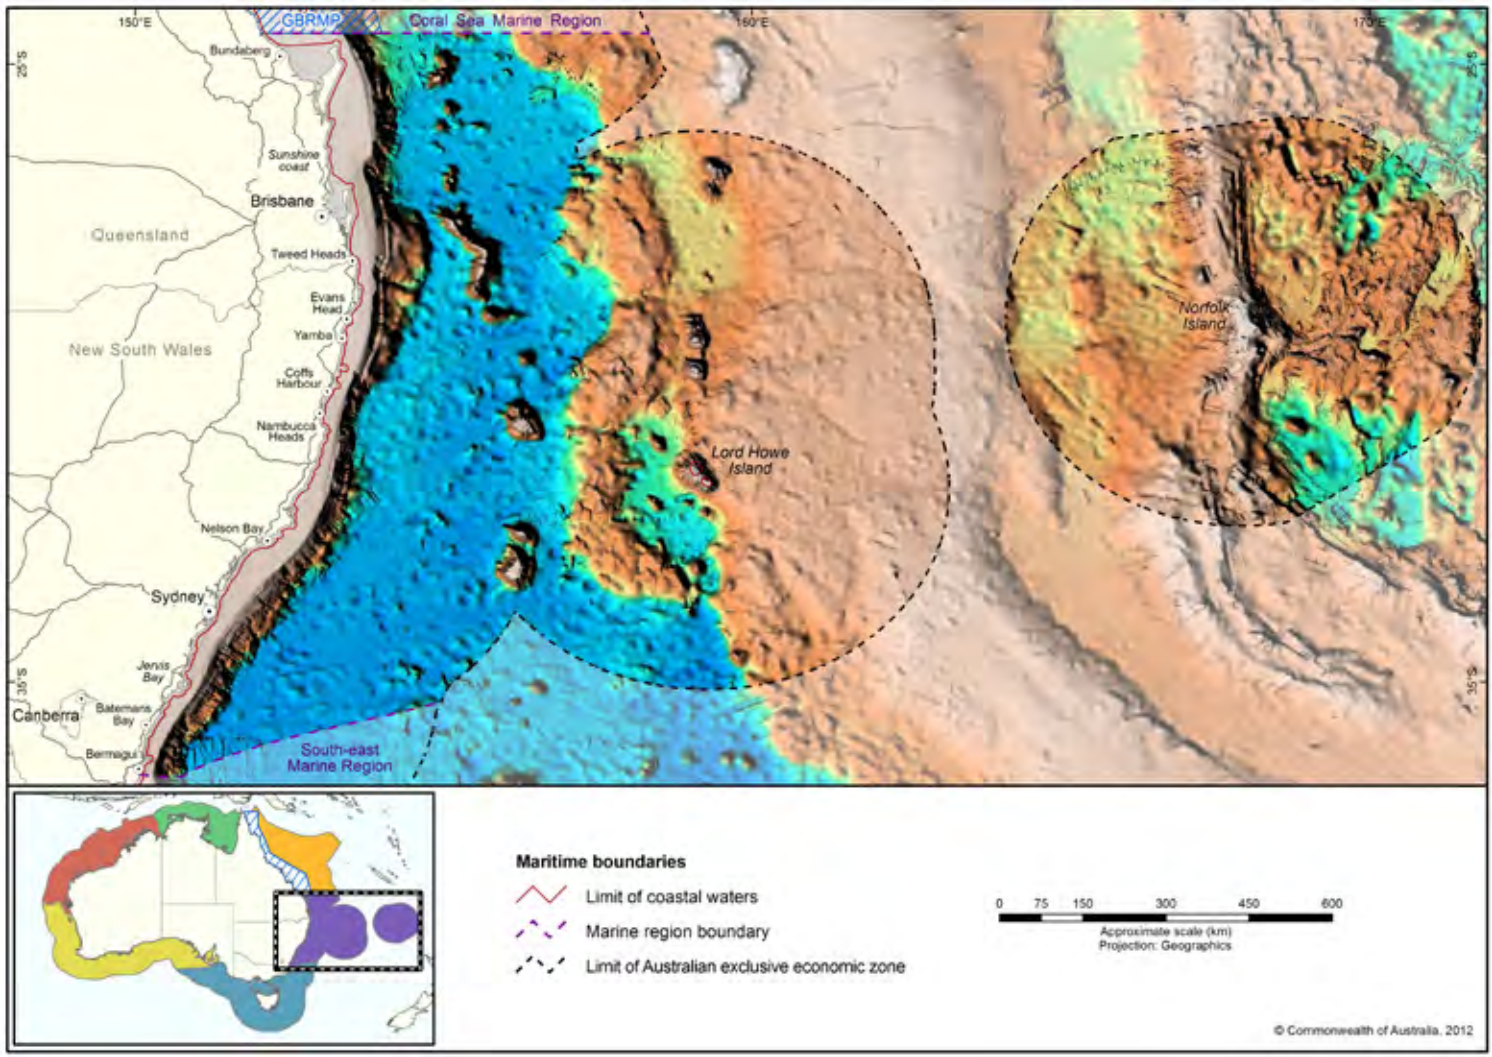 150°E
GBRMP
Coral Sea Marine Region
160°E
170°E
25°S
25°S
Bundaberg
Sunshine
coast
Brisbane
Queensland
Tweed Heads
Evans
Head
Yamba
New South Wales
Coffs
Harbour
Nambucca
Heads
Norfolk
Island
Lord Howe
Island
Nelson Bay
Sydney
Jervis
Bay
35°S
35°S
Canberra
Batemans
Bay
Bermagui
South-east
Marine Region
Maritime boundaries
Limit of coastal waters
Marine region boundary
Limit of Australian exclusive economic zone
0 75 150 300 450 600
Approximate scale (km)
Projection: Geographics
© Commonwealth of Australia, 2012